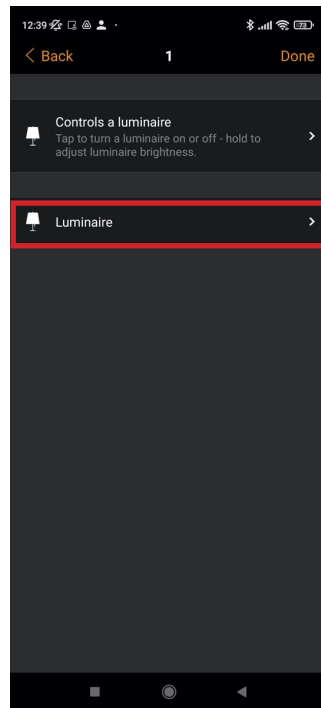 12:39
73
Back
1
Done
Controls a luminaire
Tap to turn a luminaire on or off - hold to
adjust luminaire brightness.
Luminaire